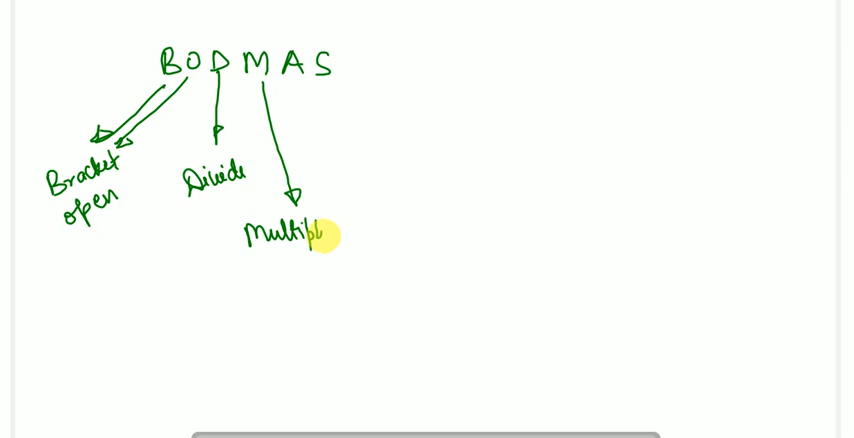 BODMAS
Bracket
open
Divide
Multipl